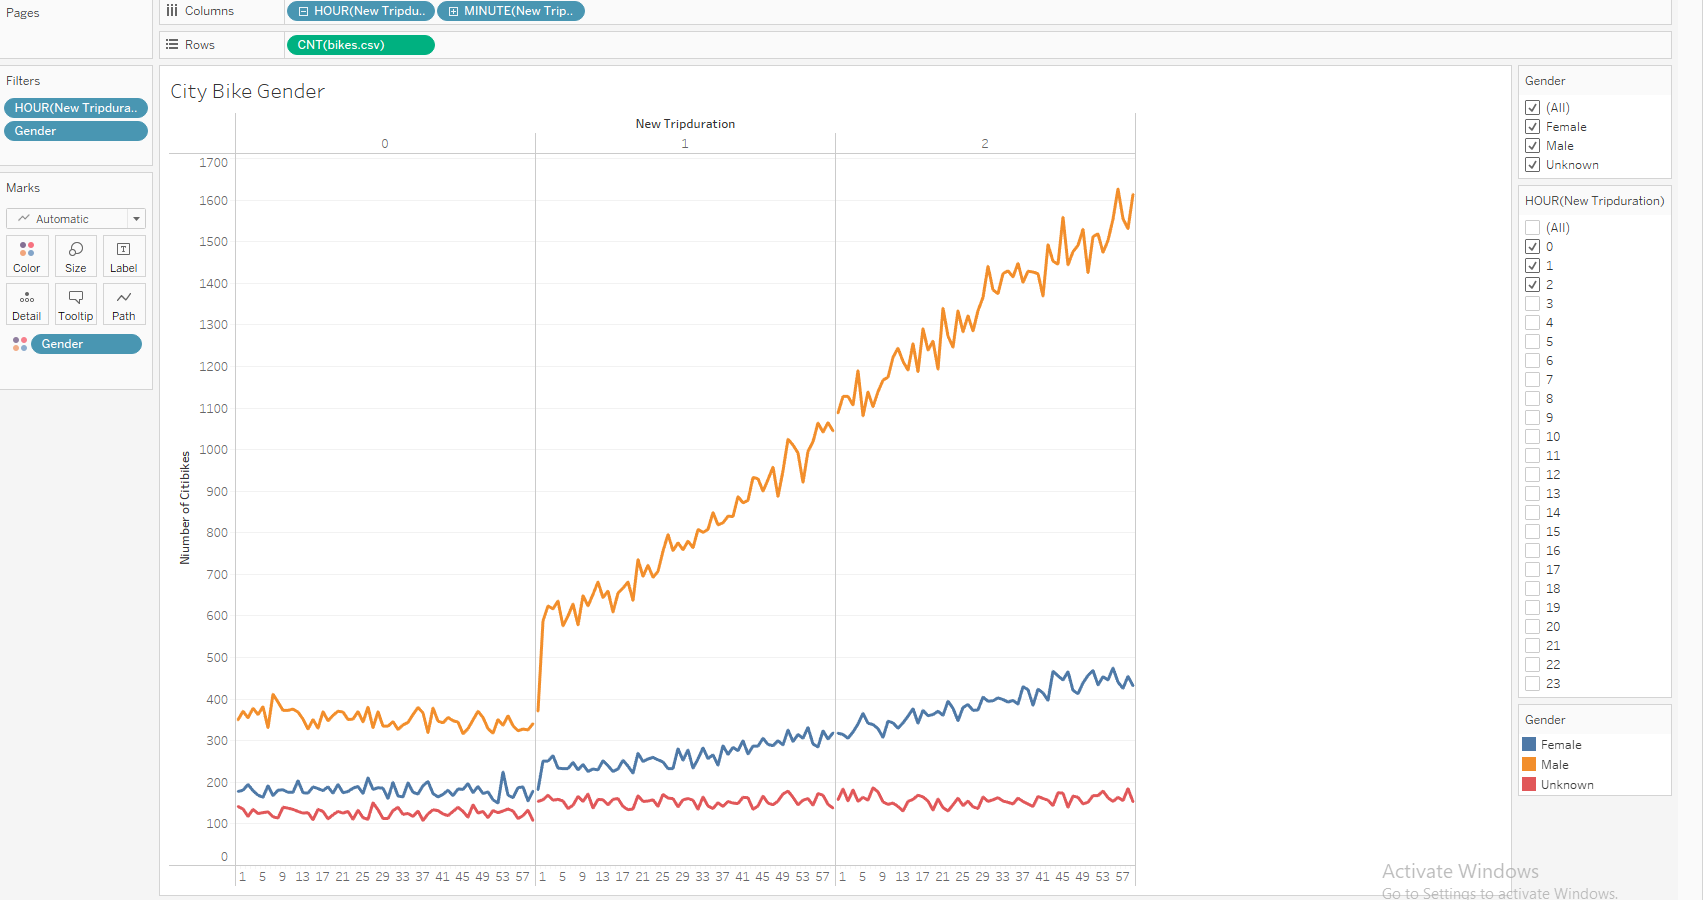 Pages
Columns
HOUR(New Tripdu..
MINUTE(New Trip..
Rows
CNT(bikes.csv)
Filters
HOUR(New Tripdura..
Gender
Marks
Automatic
Color Size Label
Detail Tooltip Path
Gender
City Bike Gender
New Tripduration
0 1 2
Niumber of Citibikes
1700
1600
1500
1400
1300
1200
1100
1000
900
800
700
600
500
400
300
200
100
0
1 5 9 13 17 21 25 29 33 37 41 45 49 53 57 1 5 9 13 17 21 25 29 33 37 41 45 49 53 57 1 5 9 13 17 21 25 29 33 37 41 45 49 53 57
Gender
(All)
Female
Male
Unknown
HOUR(New Tripduration)
(All)
0
1
2
3
4
5
6
7
8
9
10
11
12
13
14
15
16
17
18
19
20
21
22
23
Gender
Female
Male
Unknown
Activate Windows
Go to Settings to activate Windows.